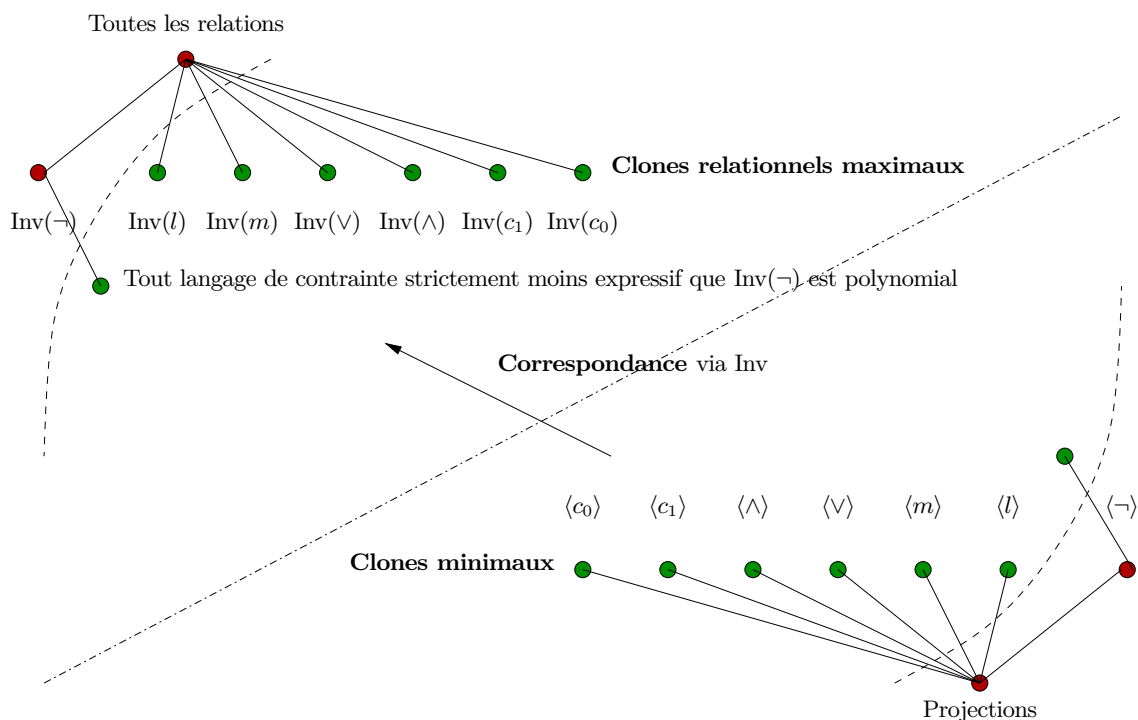 Toutes les relations
Clones relationnels maximaux
Inv(¬) Inv(l) Inv(m) Inv(∨) Inv(∧) Inv(c₁) Inv(c₀)
Tout langage de contrainte strictement moins expressif que Inv(¬) est polynomial
Correspondance via Inv
⟨c₀⟩ ⟨c₁⟩ ⟨∧⟩ ⟨∨⟩ ⟨m⟩ ⟨l⟩ ⟨¬⟩
Clones minimaux
Projections